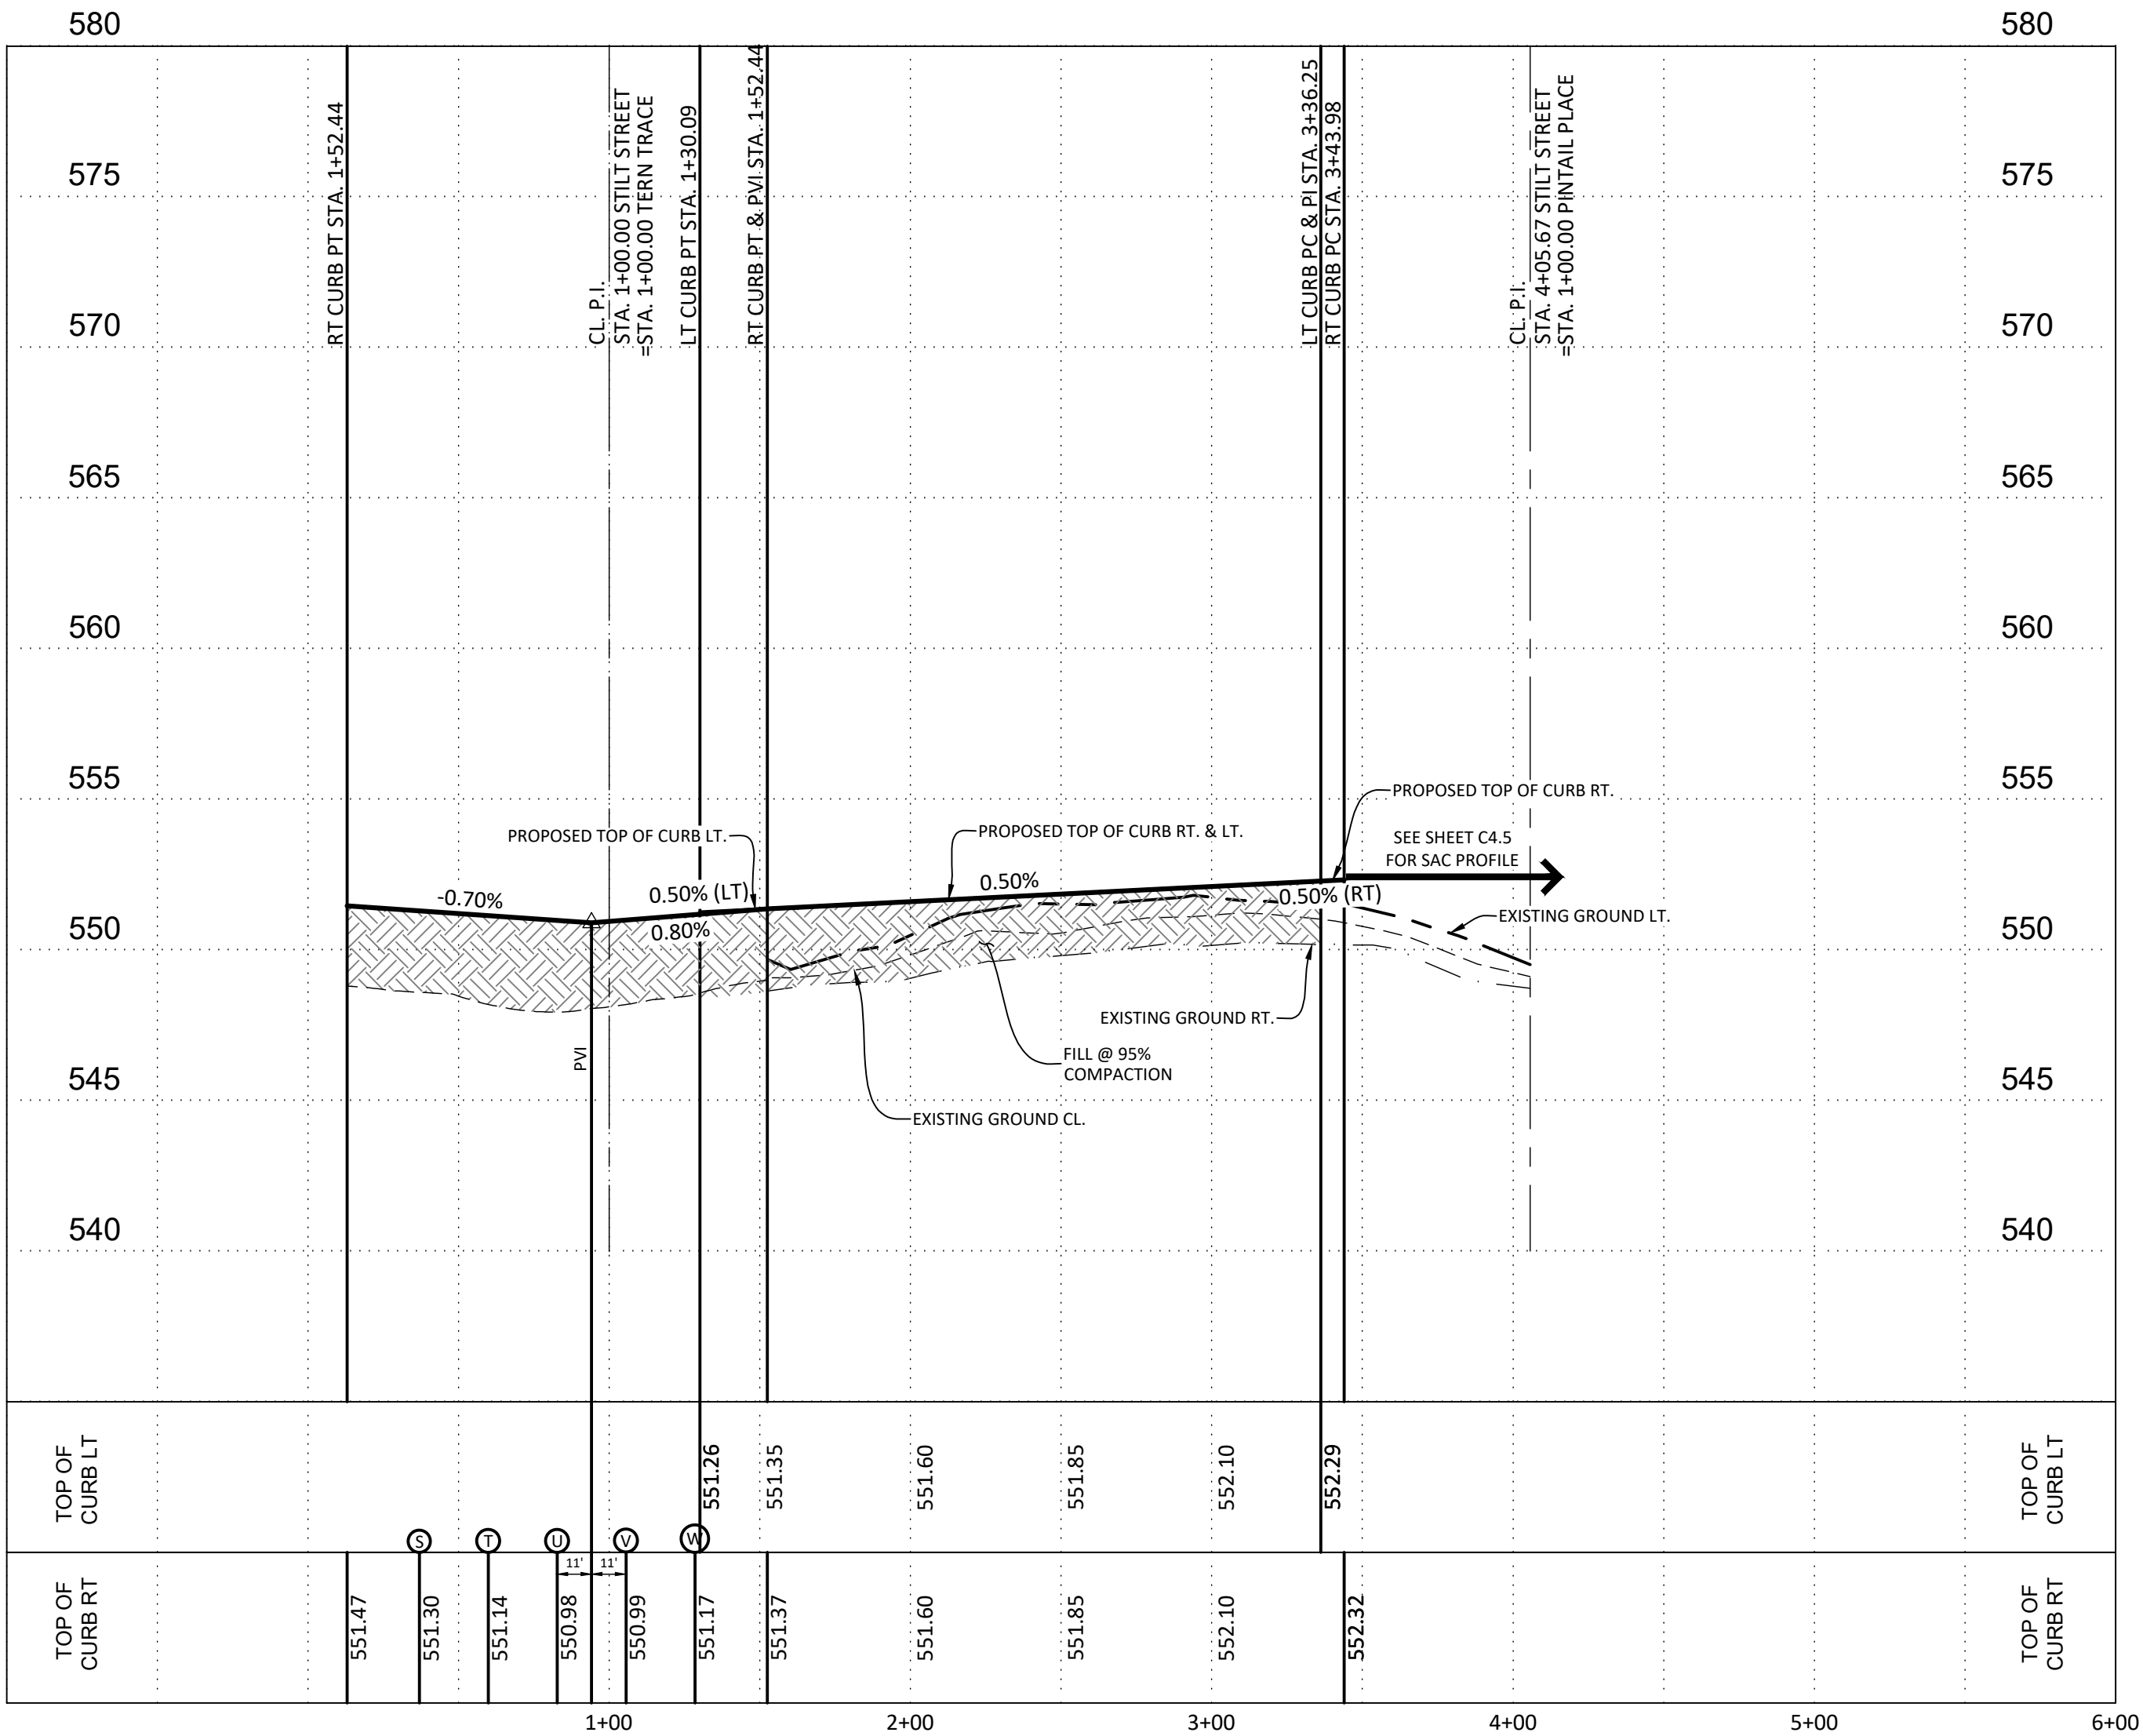 580
580
575
575
570
570
565
565
560
560
555
555
550
550
545
545
540
540
RT CURB PT STA. 1+52.44
CL. P.I.
STA. 1+00.00 STILT STREET
=STA. 1+00.00 TERN TRACE
LT CURB PT STA. 1+30.09
RT CURB PT & PVI STA. 1+52.44
LT CURB PC & PI STA. 3+36.25
RT CURB PC STA. 3+43.98
CL. P.I.
STA. 4+05.67 STILT STREET
=STA. 1+00.00 PINTAIL PLACE
PROPOSED TOP OF CURB RT.
PROPOSED TOP OF CURB LT.
PROPOSED TOP OF CURB RT. & LT.
SEE SHEET C4.5
FOR SAC PROFILE
-0.70%
0.50% (LT)
0.50%
0.50% (RT)
0.80%
EXISTING GROUND LT.
EXISTING GROUND RT.
PVI
FILL @ 95%
COMPACTION
EXISTING GROUND CL.
TOP OF
CURB LT
551.26
551.35
551.60
551.85
552.10
552.29
TOP OF
CURB LT
S
T
U
V
W
11'
11'
TOP OF
CURB RT
551.47
551.30
551.14
550.98
550.99
551.17
551.37
551.60
551.85
552.10
552.32
TOP OF
CURB RT
1+00
2+00
3+00
4+00
5+00
6+00